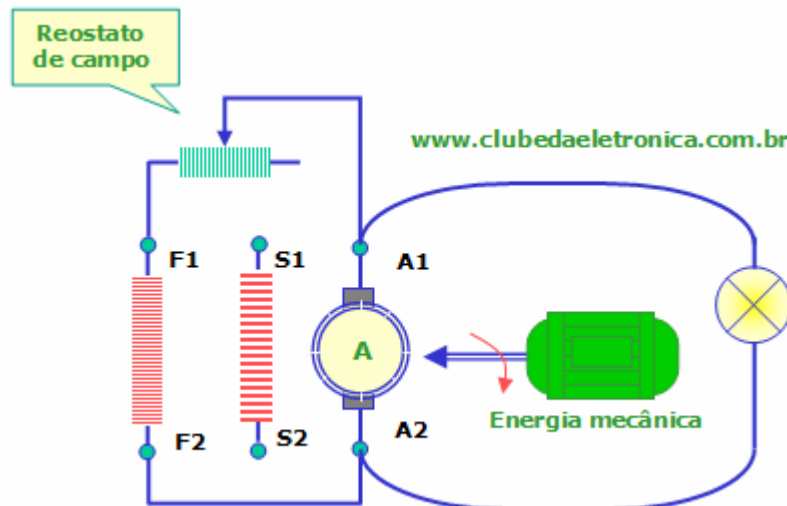 Reostato
de campo
www.clubedaeletronica.com.br
F1
S1
A1
A
F2
S2
A2
Energia mecânica